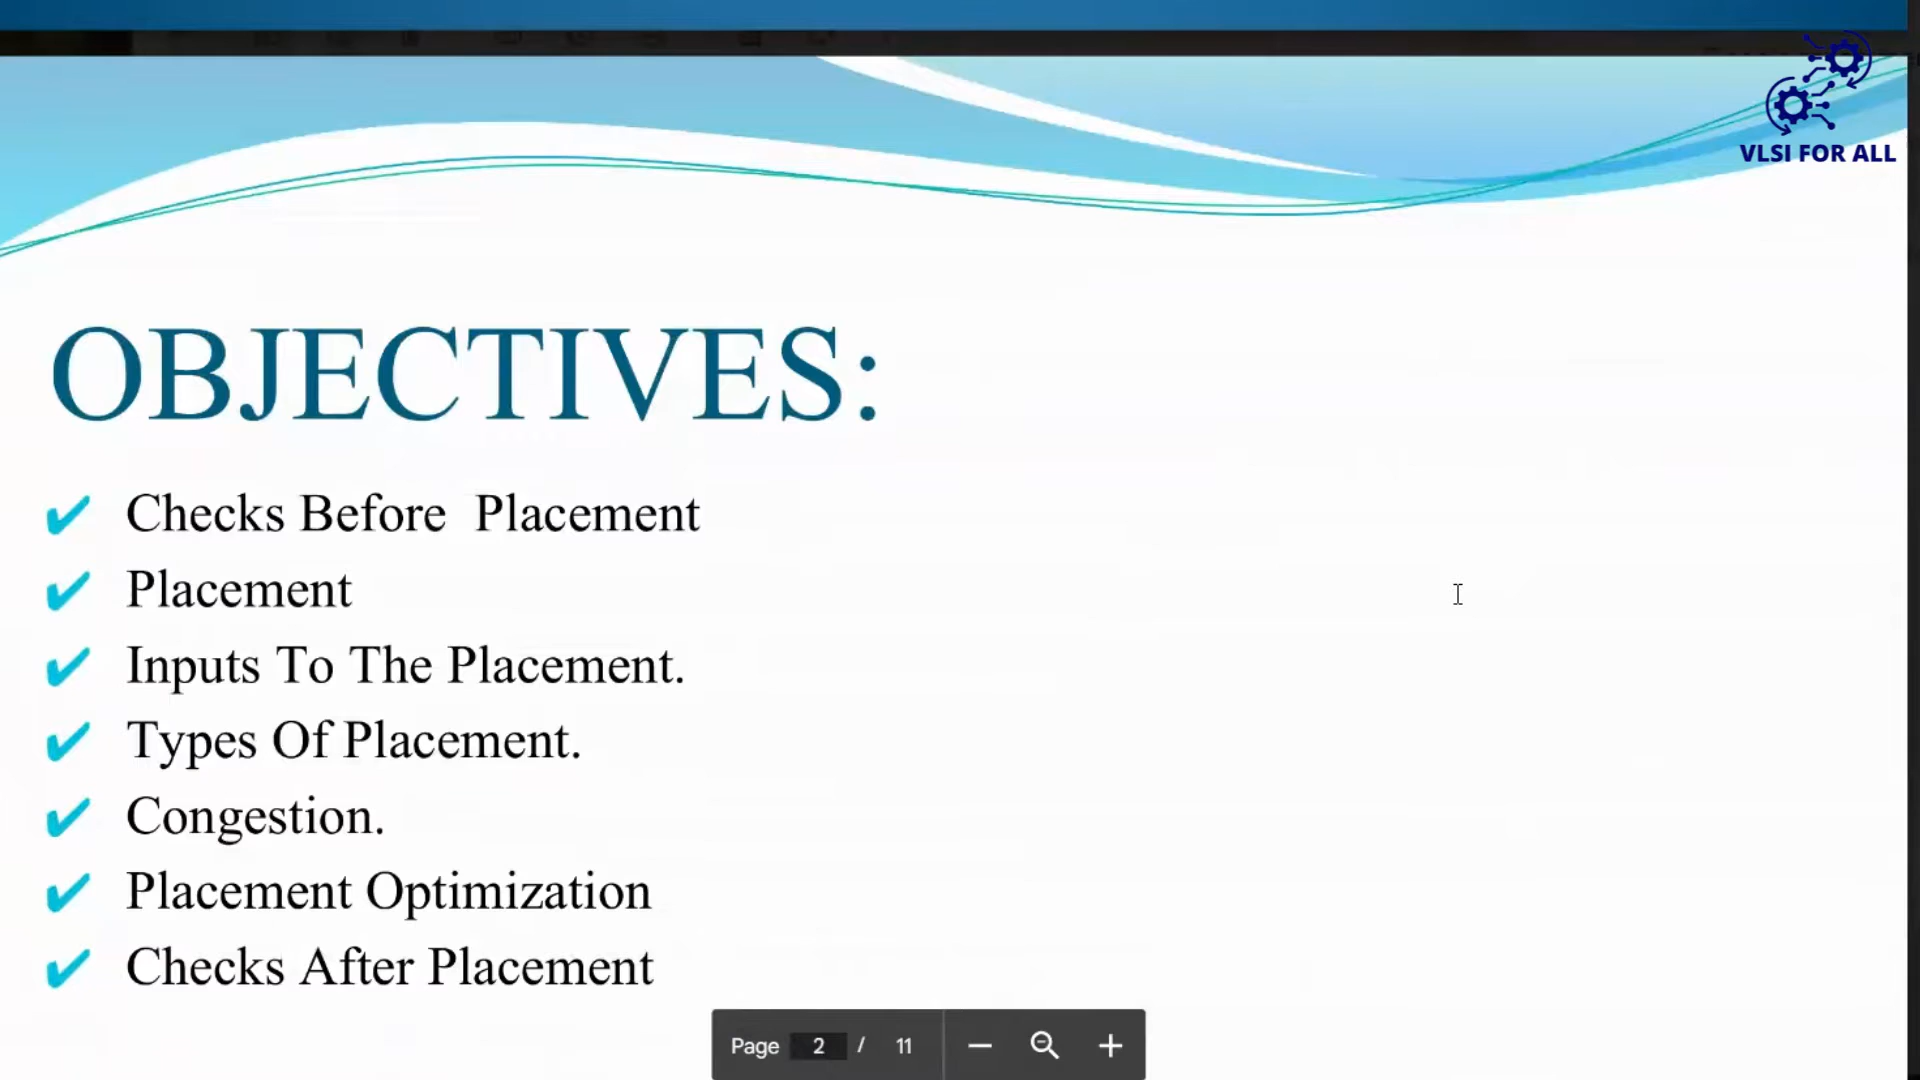 VLSI FOR ALL
OBJECTIVES:
Checks Before  Placement
Placement
Inputs To The Placement.
Types Of Placement.
Congestion.
Placement Optimization
Checks After Placement
Page 2 / 11